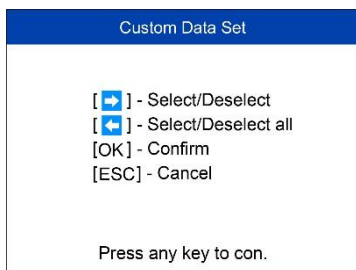 Custom Data Set
[➡] - Select/Deselect
[⬅] - Select/Deselect all
[OK] - Confirm
[ESC] - Cancel
Press any key to con.